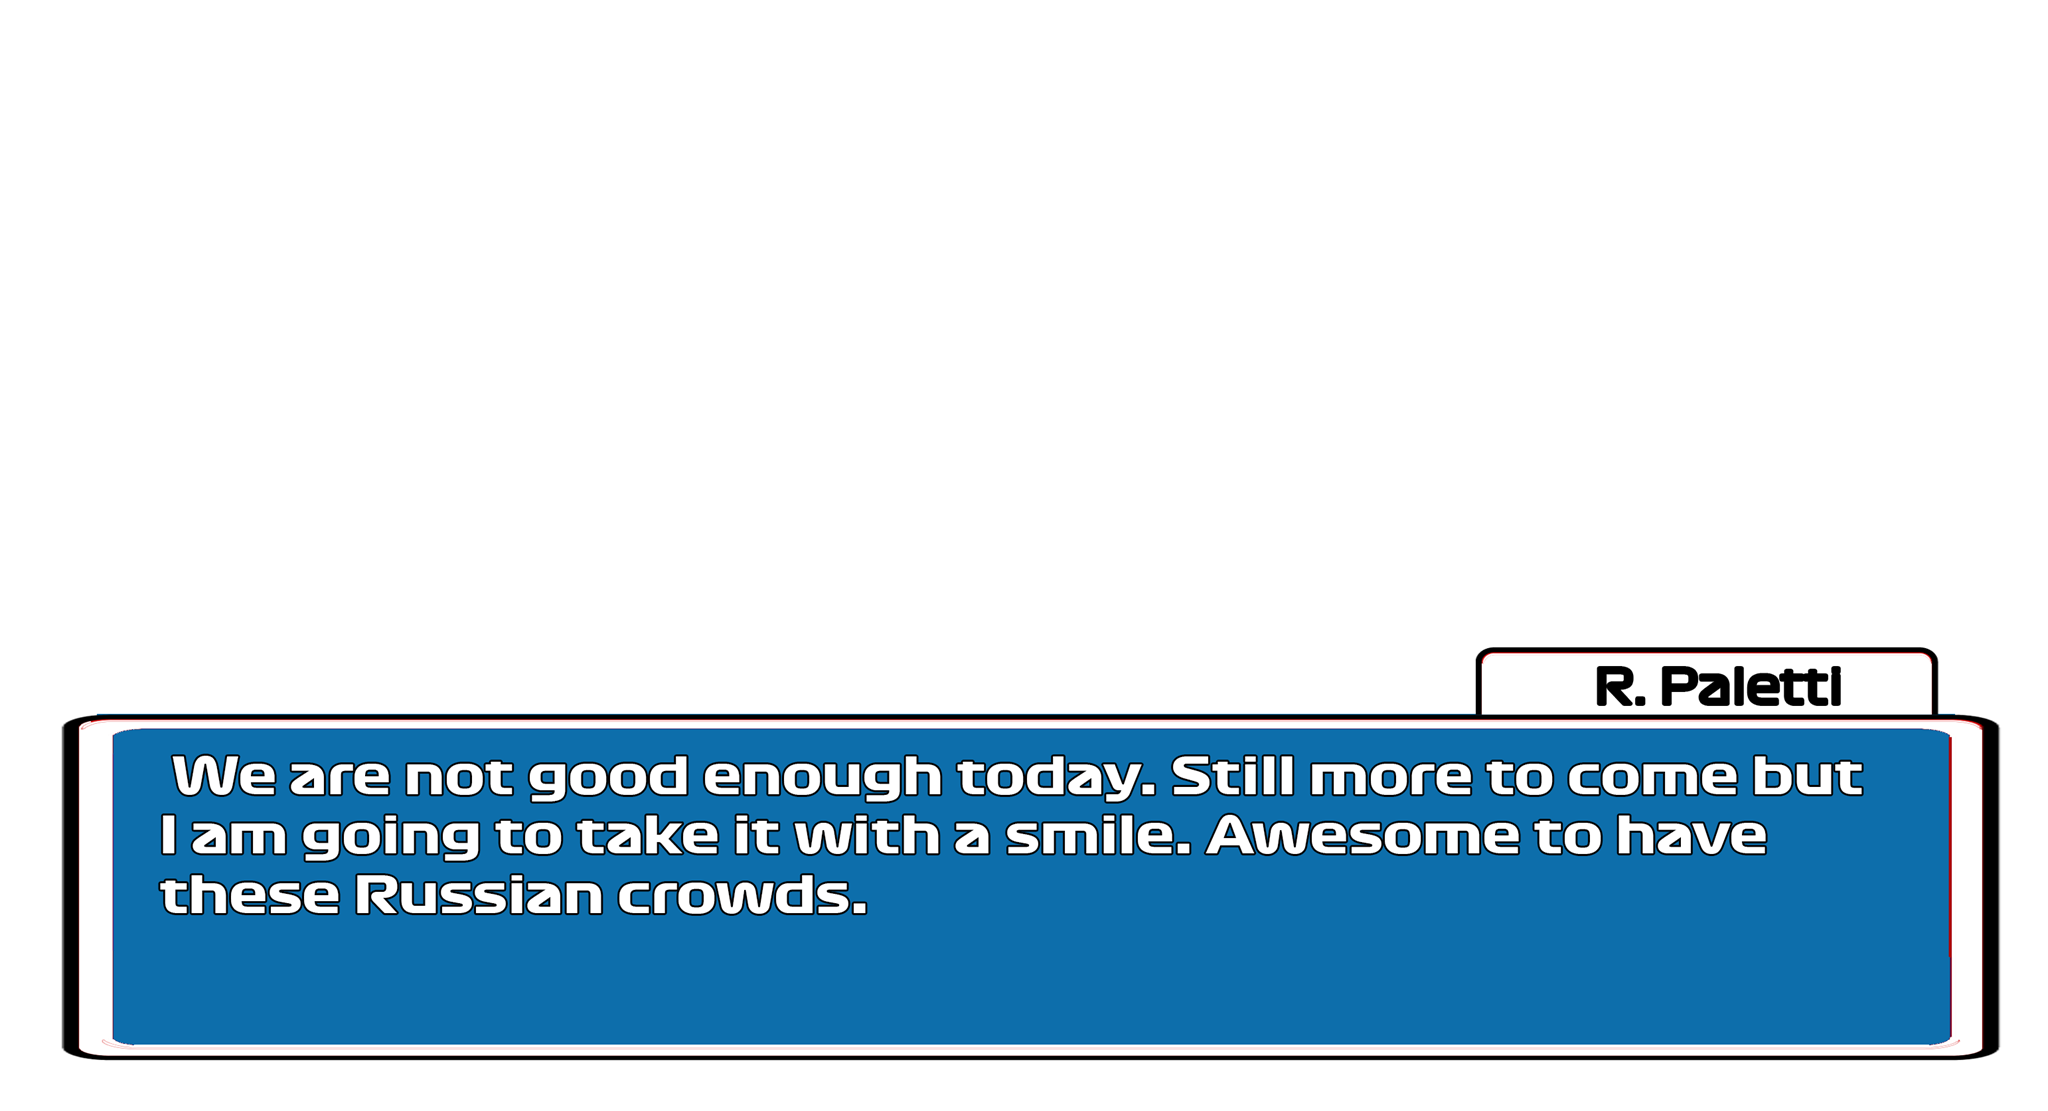 R. Paletti
We are not good enough today. Still more to come but
I am going to take it with a smile. Awesome to have
these Russian crowds.